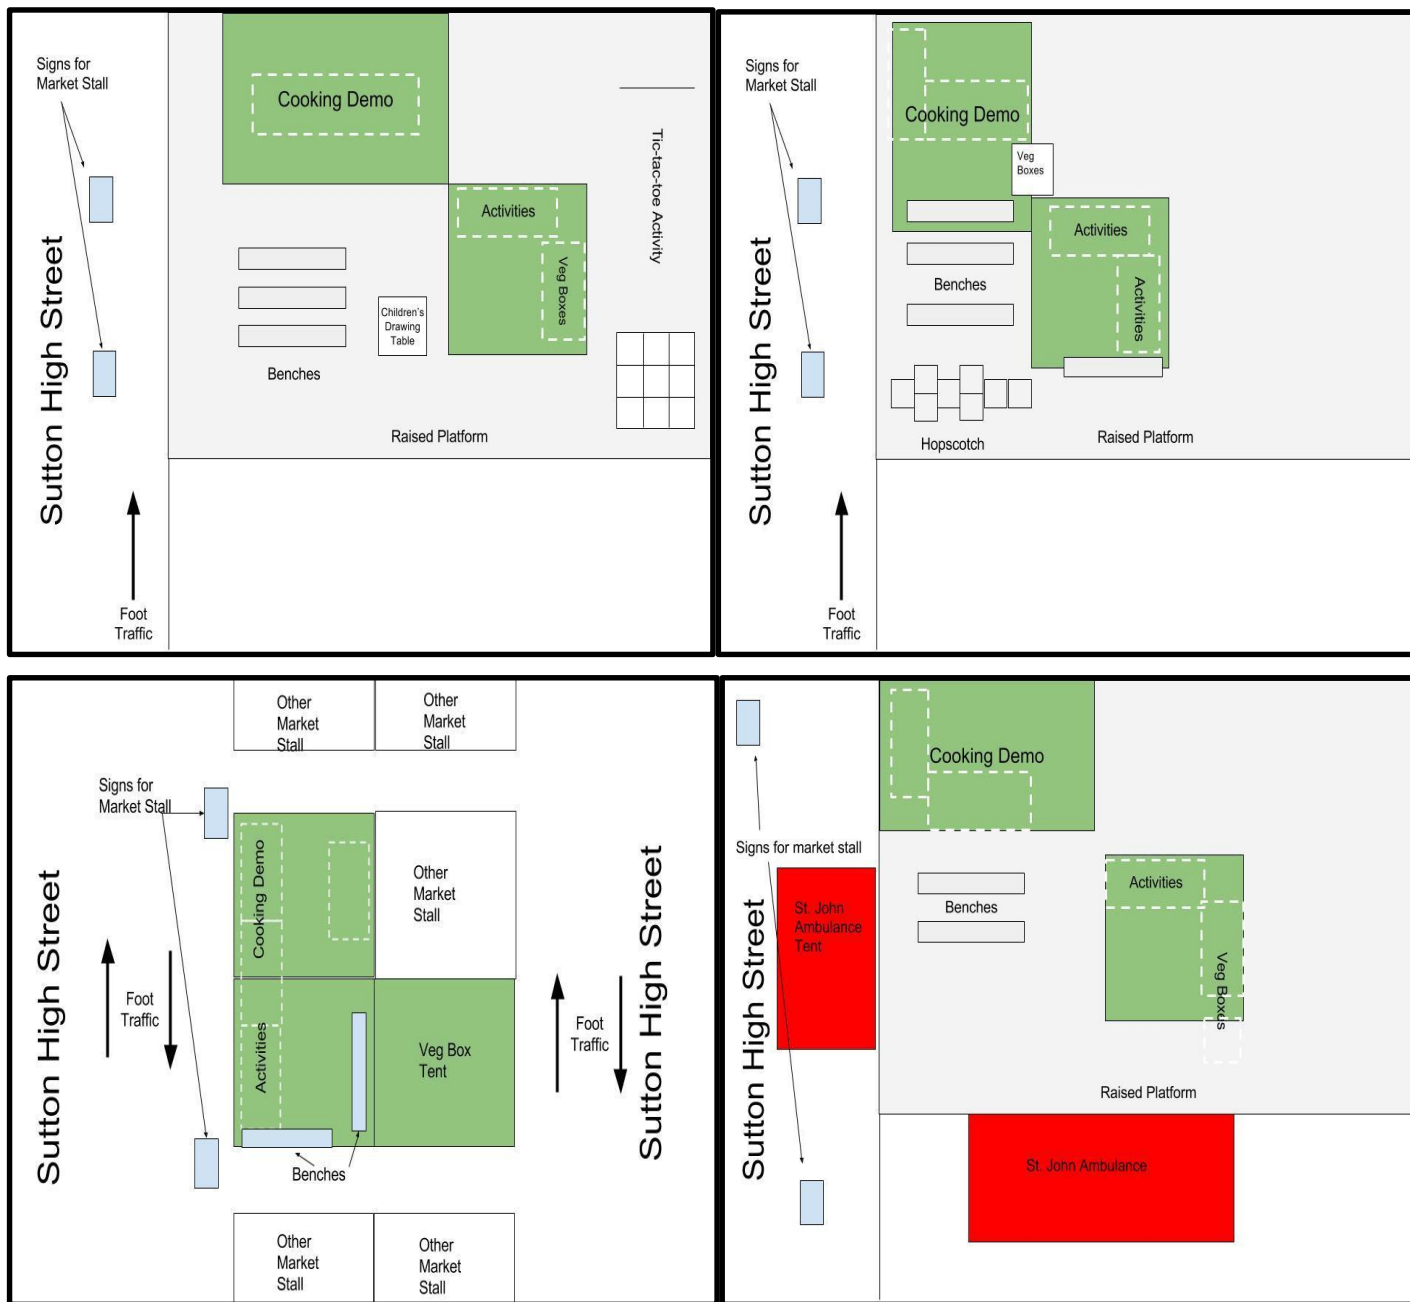 Signs for
Market Stall
Cooking Demo
Tic-tac-toe Activity
Activities
Veg Boxes
Sutton High Street
Children's
Drawing
Table
Benches
Raised Platform
Foot
Traffic
Signs for
Market Stall
Cooking Demo
Veg
Boxes
Activities
Activities
Benches
Sutton High Street
Hopscotch
Raised Platform
Foot
Traffic
Other
Market
Stall
Other
Market
Stall
Signs for
Market Stall
Cooking Demo
Other
Market
Stall
Sutton High Street
Foot
Traffic
Activities
Veg Box
Tent
Foot
Traffic
Sutton High Street
Benches
Other
Market
Stall
Other
Market
Stall
Cooking Demo
Signs for market stall
St. John
Ambulance
Tent
Activities
Benches
Veg Boxes
Sutton High Street
Raised Platform
St. John Ambulance